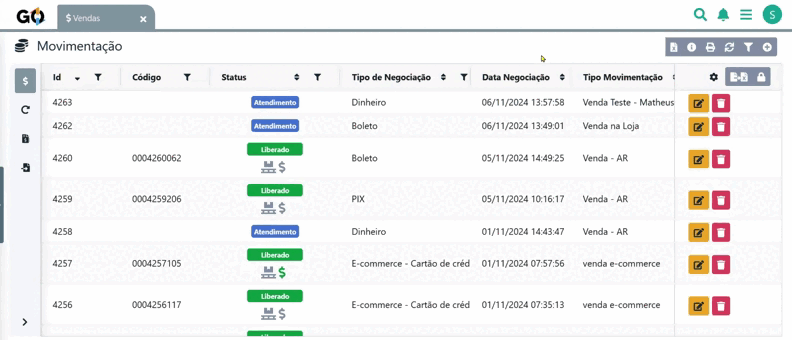 GO $ Vendas × S
Movimentação
Id Código Status Tipo de Negociação Data Negociação Tipo Movimentação
4263 Atendimento Dinheiro 06/11/2024 13:57:58 Venda Teste - Matheus
4262 Atendimento Boleto 06/11/2024 13:49:01 Venda na Loja
4260 0004260062 Liberado Boleto 05/11/2024 14:49:25 Venda - AR
4259 0004259206 Liberado PIX 05/11/2024 10:16:17 Venda - AR
4258 Atendimento Dinheiro 01/11/2024 14:43:47 Venda - AR
4257 0004257105 Liberado E-commerce - Cartão de créd 01/11/2024 07:57:56 venda e-commerce
4256 0004256117 Liberado E-commerce - Cartão de créd 01/11/2024 07:35:13 venda e-commerce
Liberado